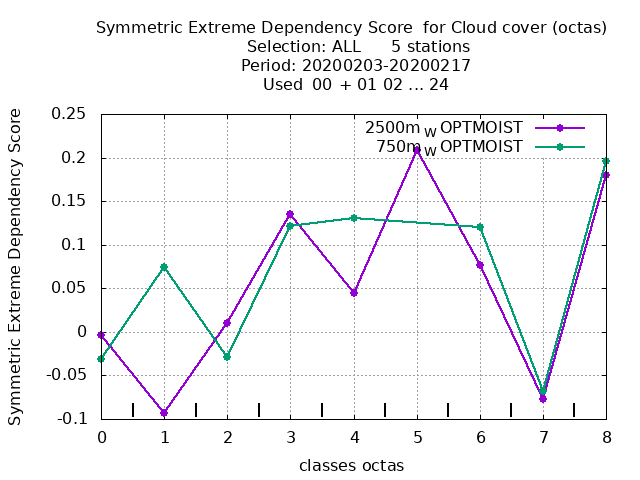 Symmetric Extreme Dependency Score for Cloud cover (octas)
Selection: ALL 5 stations
Period: 20200203-20200217
Used 00 + 01 02 ... 24
2500m W OPTMOIST
750m W OPTMOIST
Symmetric Extreme Dependency Score
0.25
0.2
0.15
0.1
0.05
0
-0.05
-0.1
0 1 2 3 4 5 6 7 8
classes octas